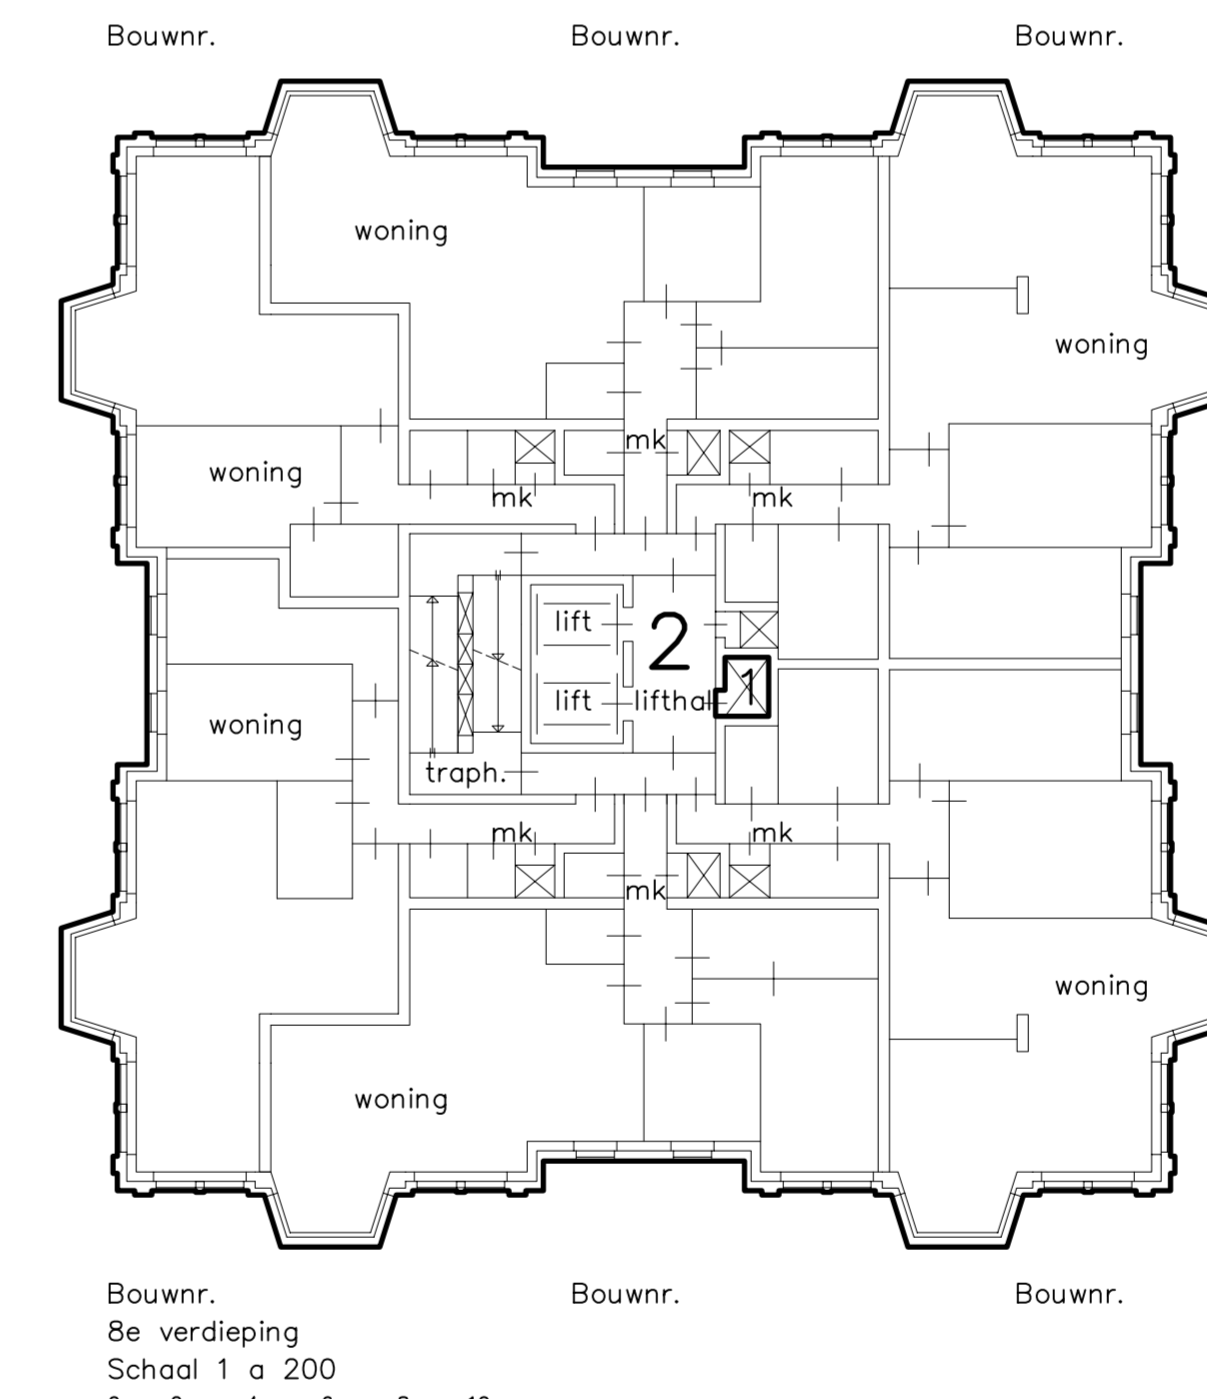 Bouwnr. Bouwnr. Bouwnr.
woning
woning
mk
woning
mk mk
lift 2
lift lifthal 1
woning
traph.
mk mk
mk
woning
woning
Bouwnr. Bouwnr. Bouwnr.
8e verdieping
Schaal 1 a 200